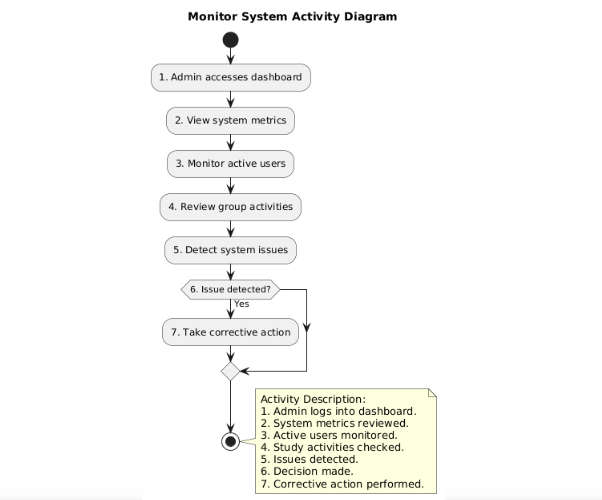 Monitor System Activity Diagram
1. Admin accesses dashboard
2. View system metrics
3. Monitor active users
4. Review group activities
5. Detect system issues
6. Issue detected?
Yes
7. Take corrective action
Activity Description:
1. Admin logs into dashboard.
2. System metrics reviewed.
3. Active users monitored.
4. Study activities checked.
5. Issues detected.
6. Decision made.
7. Corrective action performed.